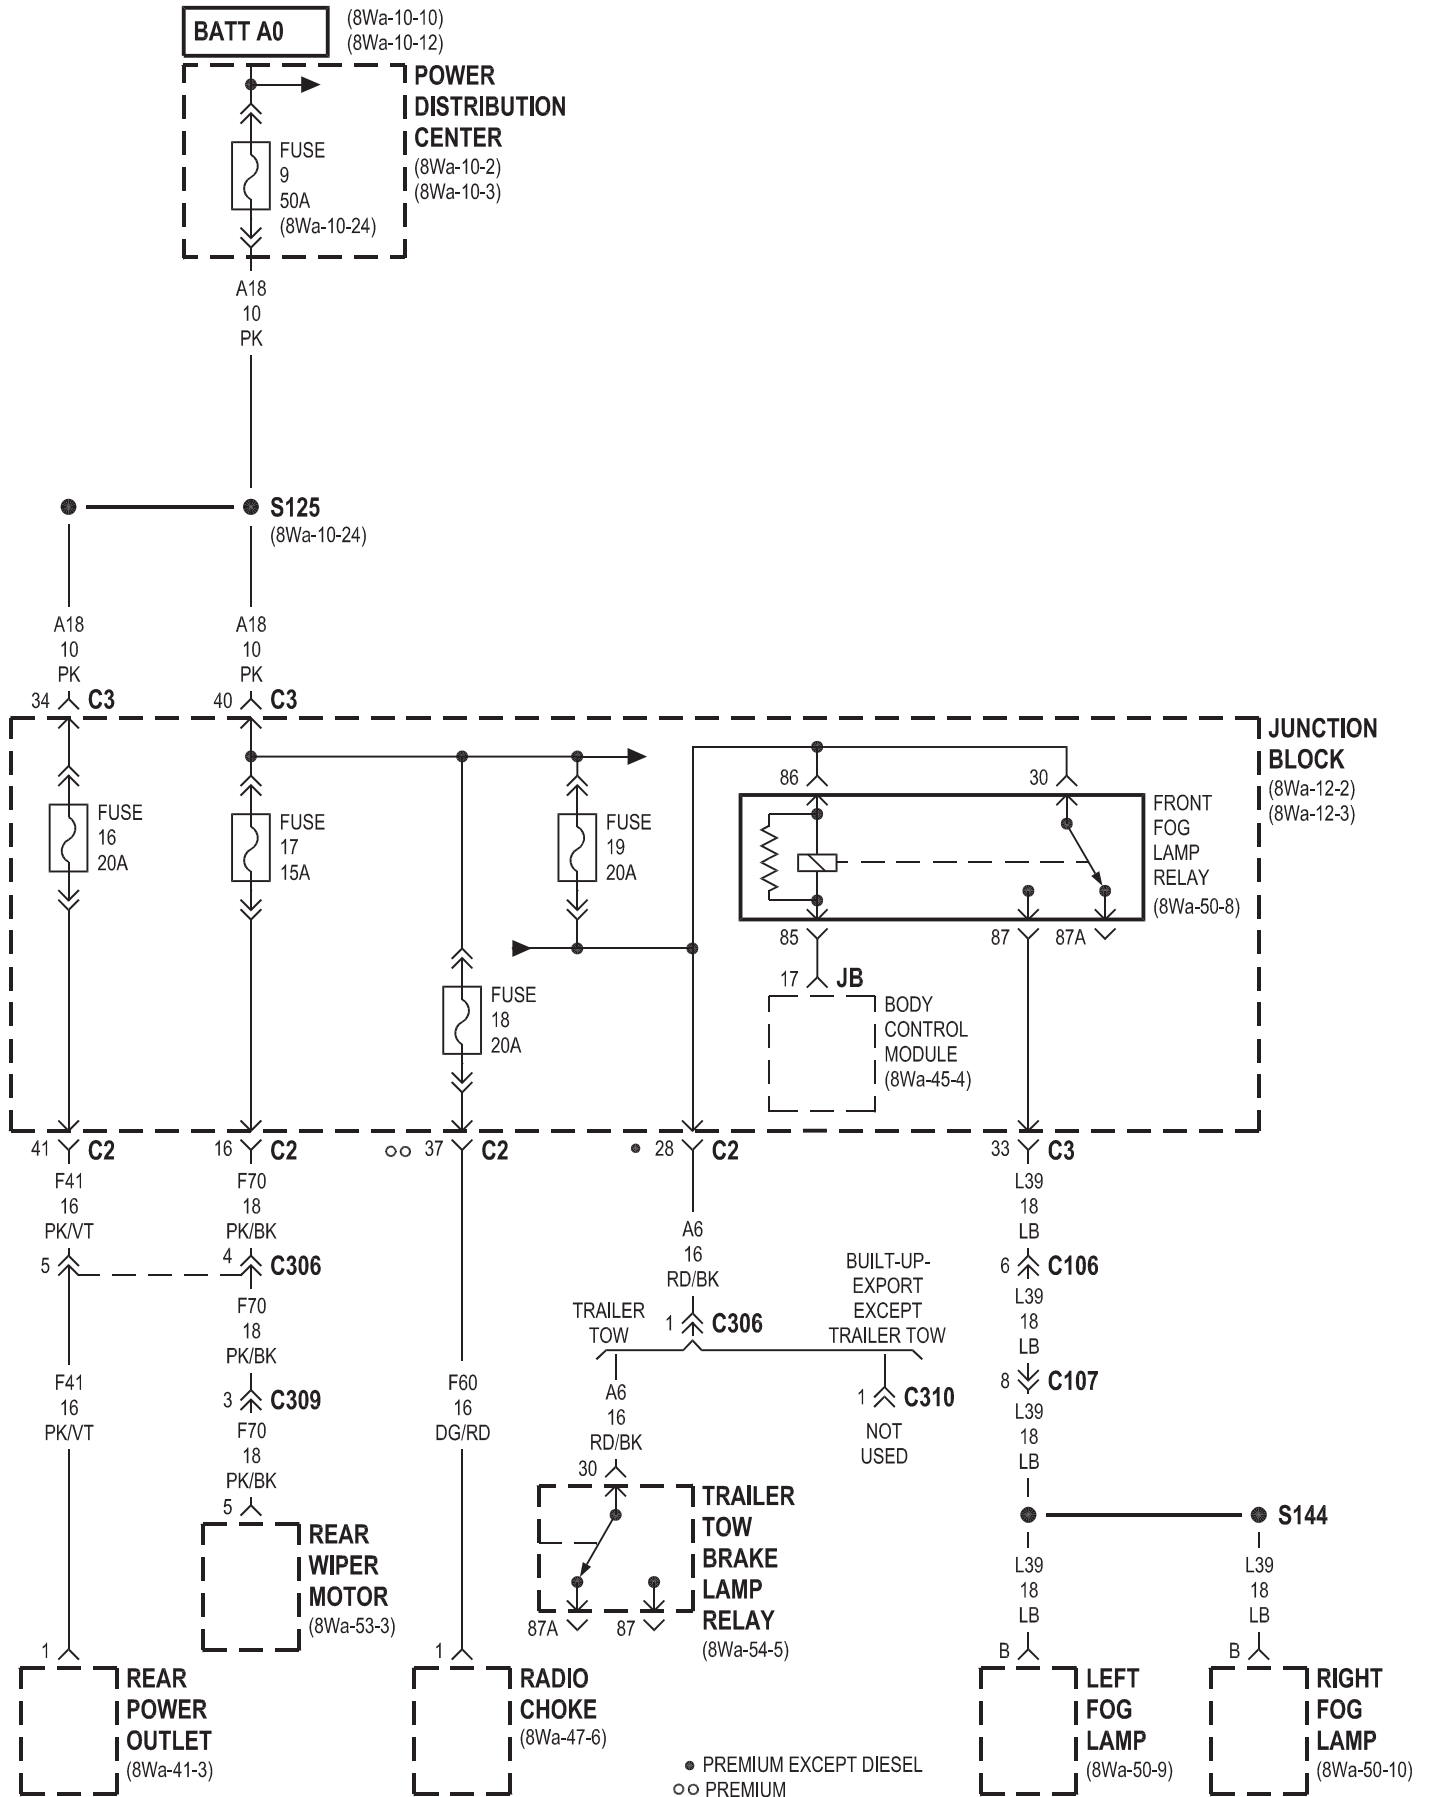 BATT A0
(8Wa-10-10)
(8Wa-10-12)
POWER
DISTRIBUTION
CENTER
(8Wa-10-2)
(8Wa-10-3)
FUSE
9
50A
(8Wa-10-24)
A18
10
PK
S125
(8Wa-10-24)
A18
10
PK
A18
10
PK
34
C3
40
C3
JUNCTION
BLOCK
(8Wa-12-2)
(8Wa-12-3)
FUSE
16
20A
FUSE
17
15A
FUSE
19
20A
86
30
FRONT
FOG
LAMP
RELAY
(8Wa-50-8)
85
87
87A
17
JB
BODY
CONTROL
MODULE
(8Wa-45-4)
FUSE
18
20A
41
C2
16
C2
37
C2
28
C2
33
C3
F41
16
PK/VT
F70
18
PK/BK
A6
16
RD/BK
L39
18
LB
5
4
C306
F70
18
PK/BK
1
C306
TRAILER
TOW
BUILT-UP-
EXPORT
EXCEPT
TRAILER TOW
6
C106
L39
18
LB
F41
16
PK/VT
3
C309
F70
18
PK/BK
F60
16
DG/RD
A6
16
RD/BK
1
C310
NOT
USED
8
C107
L39
18
LB
5
REAR
WIPER
MOTOR
(8Wa-53-3)
30
TRAILER
TOW
BRAKE
LAMP
RELAY
(8Wa-54-5)
87A
87
S144
L39
18
LB
L39
18
LB
1
REAR
POWER
OUTLET
(8Wa-41-3)
1
RADIO
CHOKE
(8Wa-47-6)
B
LEFT
FOG
LAMP
(8Wa-50-9)
B
RIGHT
FOG
LAMP
(8Wa-50-10)
PREMIUM EXCEPT DIESEL
PREMIUM